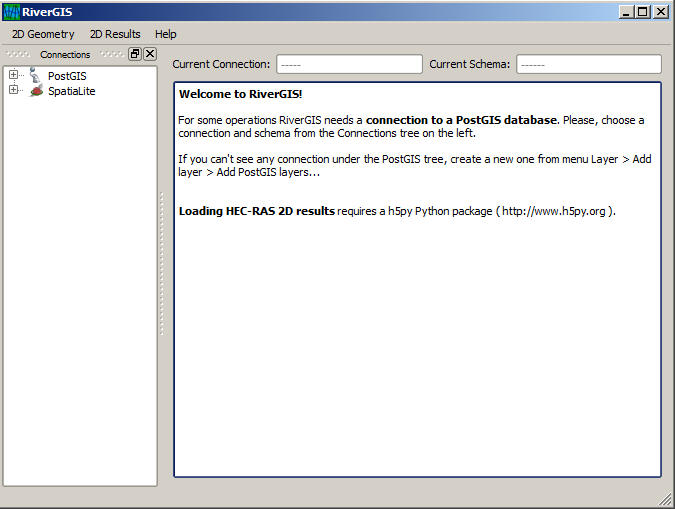 RiverGIS
2D Geometry 2D Results Help
Connections
PostGIS
SpatiaLite
Current Connection: ----- Current Schema: ------
Welcome to RiverGIS!
For some operations RiverGIS needs a connection to a PostGIS database. Please, choose a
connection and schema from the Connections tree on the left.
If you can't see any connection under the PostGIS tree, create a new one from menu Layer > Add
layer > Add PostGIS layers...
Loading HEC-RAS 2D results requires a h5py Python package ( http://www.h5py.org ).